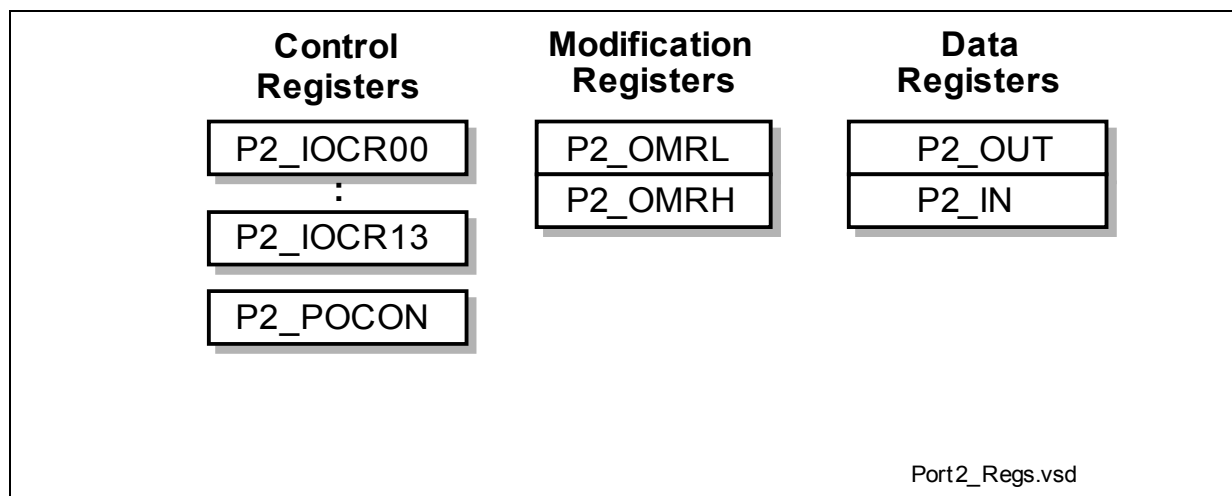 Control
Registers
P2_IOCR00
:
P2_IOCR13
P2_POCON
Modification
Registers
P2_OMRL
P2_OMRH
Data
Registers
P2_OUT
P2_IN
Port2_Regs.vsd